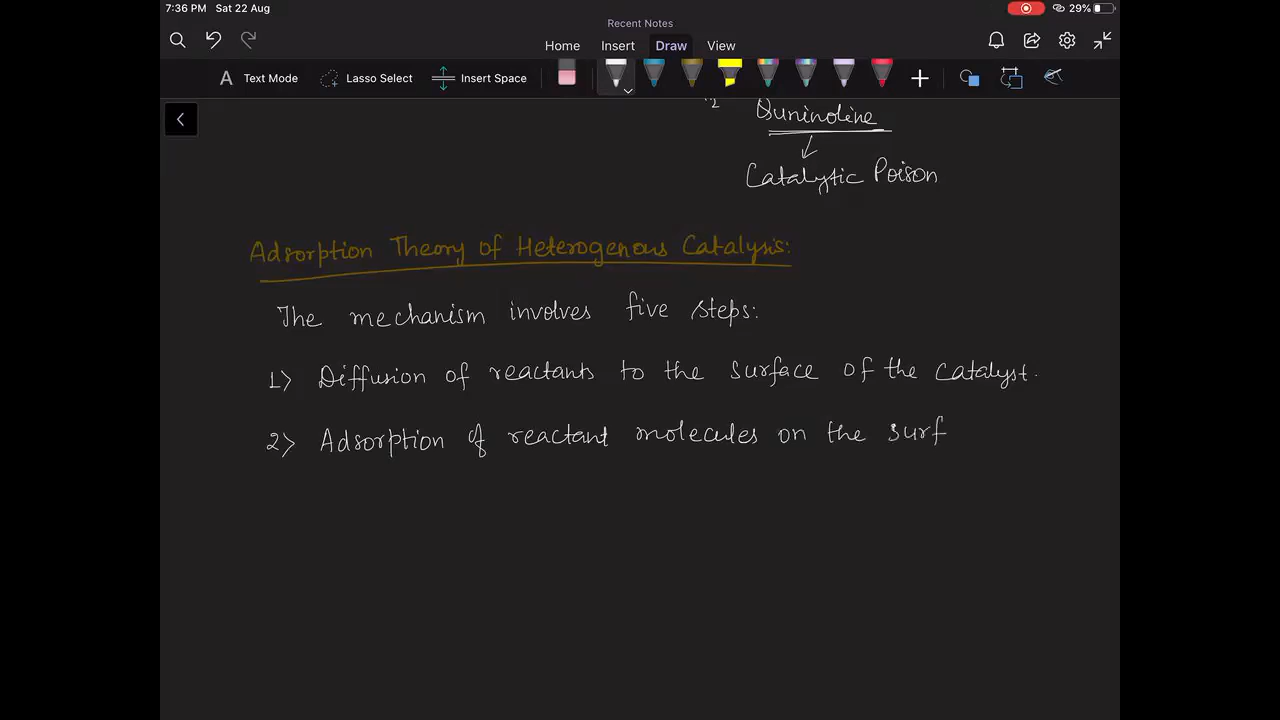 7:36 PM Sat 22 Aug
29%
Recent Notes
Home Insert Draw View
A Text Mode Lasso Select Insert Space
Quninoline
Catalytic Poison
Adsorption Theory of Heterogenous Catalysis:
The mechanism involves five steps:
1> Diffusion of reactants to the surface of the catalyst.
2> Adsorption of reactant molecules on the surf